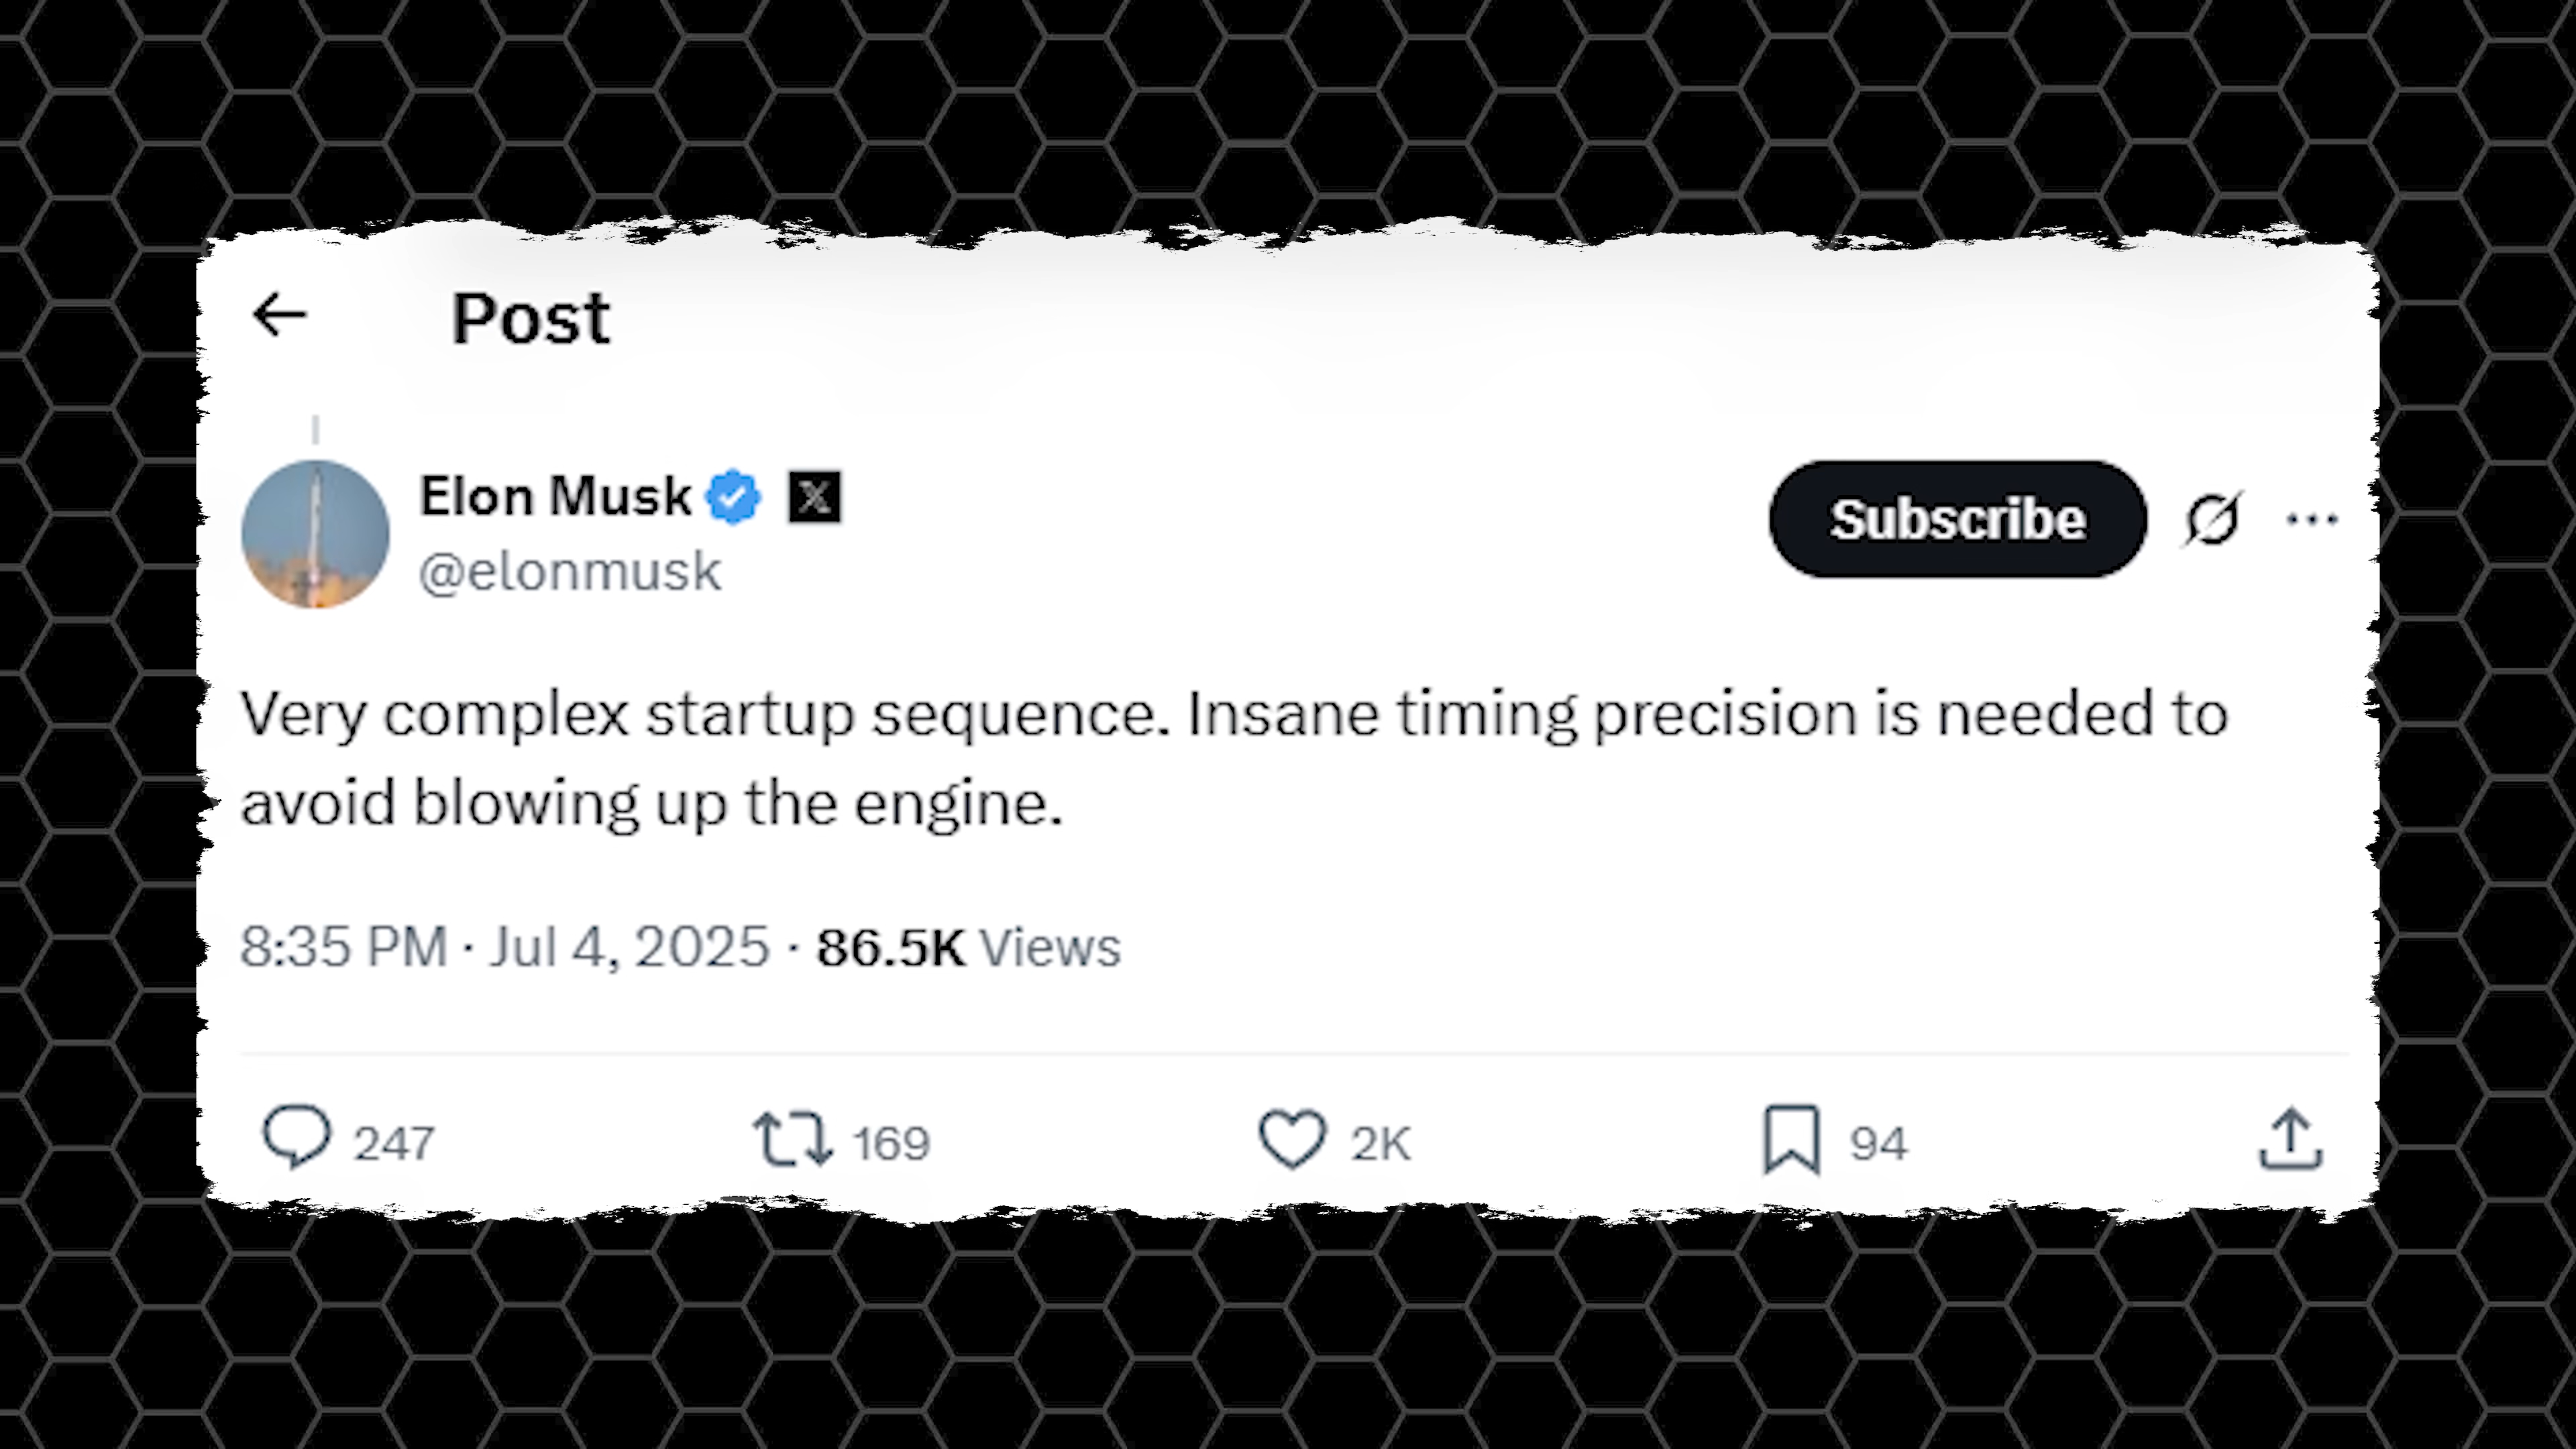 Post
Elon Musk
@elonmusk
Subscribe
Very complex startup sequence. Insane timing precision is needed to
avoid blowing up the engine.
8:35 PM · Jul 4, 2025 · 86.5K Views
247 169 2K 94